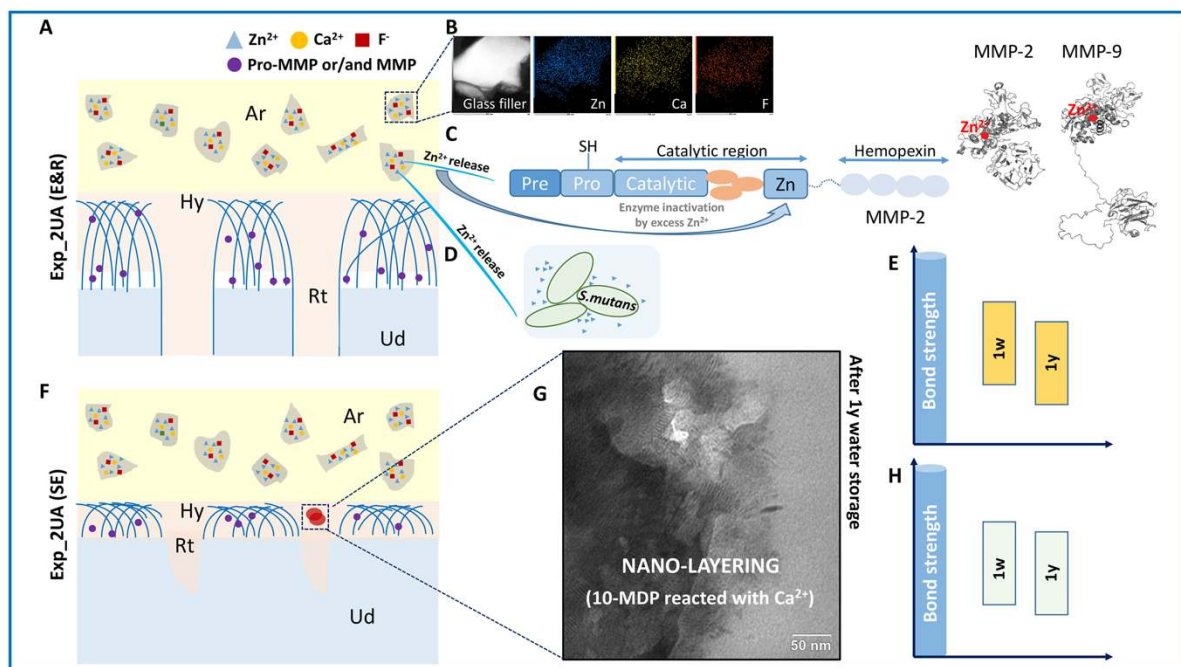 A
Zn²⁺ Ca²⁺ F⁻
Pro-MMP or/and MMP
Exp_2UA (E&R)
Ar
Hy
Rt
Ud
B
Glass filler
Zn
Ca
F
C
Zn²⁺ release
SH
Catalytic region
Pre
Pro
Catalytic
Zn
Enzyme inactivation
by excess Zn²⁺
Hemopexin
MMP-2
MMP-2
Zn²⁺
MMP-9
Zn²⁺
D
Zn²⁺ release
S.mutans
E
Bond strength
1w
1y
F
Exp_2UA (SE)
Ar
Hy
Rt
Ud
G
NANO-LAYERING
(10-MDP reacted with Ca²⁺)
50 nm
After 1y water storage
H
Bond strength
1w
1y